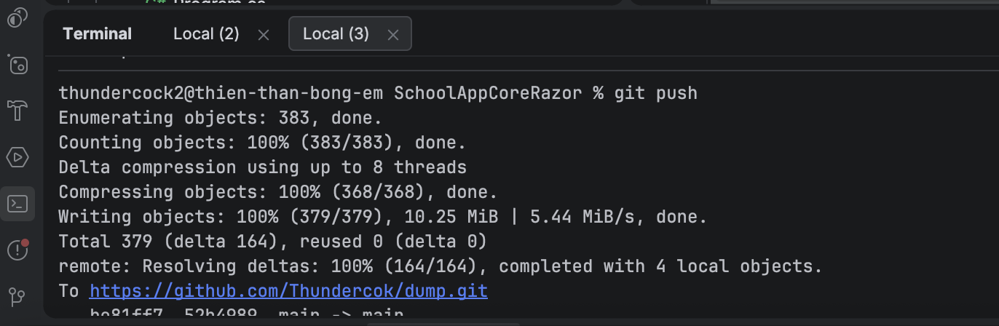 Terminal Local (2) Local (3)
thundercock2@thien-than-bong-em SchoolAppCoreRazor % git push
Enumerating objects: 383, done.
Counting objects: 100% (383/383), done.
Delta compression using up to 8 threads
Compressing objects: 100% (368/368), done.
Writing objects: 100% (379/379), 10.25 MiB | 5.44 MiB/s, done.
Total 379 (delta 164), reused 0 (delta 0)
remote: Resolving deltas: 100% (164/164), completed with 4 local objects.
To https://github.com/Thundercok/dump.git
main -> main